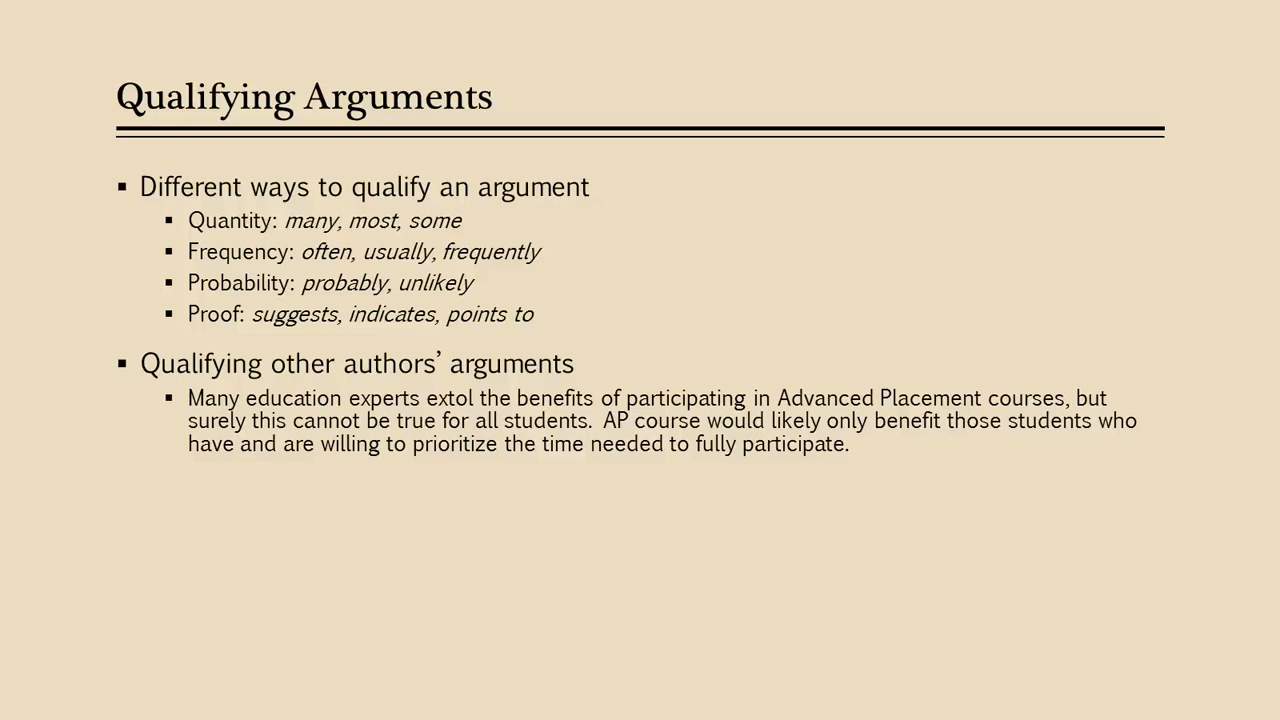 Qualifying Arguments
▪ Different ways to qualify an argument
▪ Quantity: many, most, some
▪ Frequency: often, usually, frequently
▪ Probability: probably, unlikely
▪ Proof: suggests, indicates, points to
▪ Qualifying other authors’ arguments
▪ Many education experts extol the benefits of participating in Advanced Placement courses, but
surely this cannot be true for all students.  AP course would likely only benefit those students who
have and are willing to prioritize the time needed to fully participate.